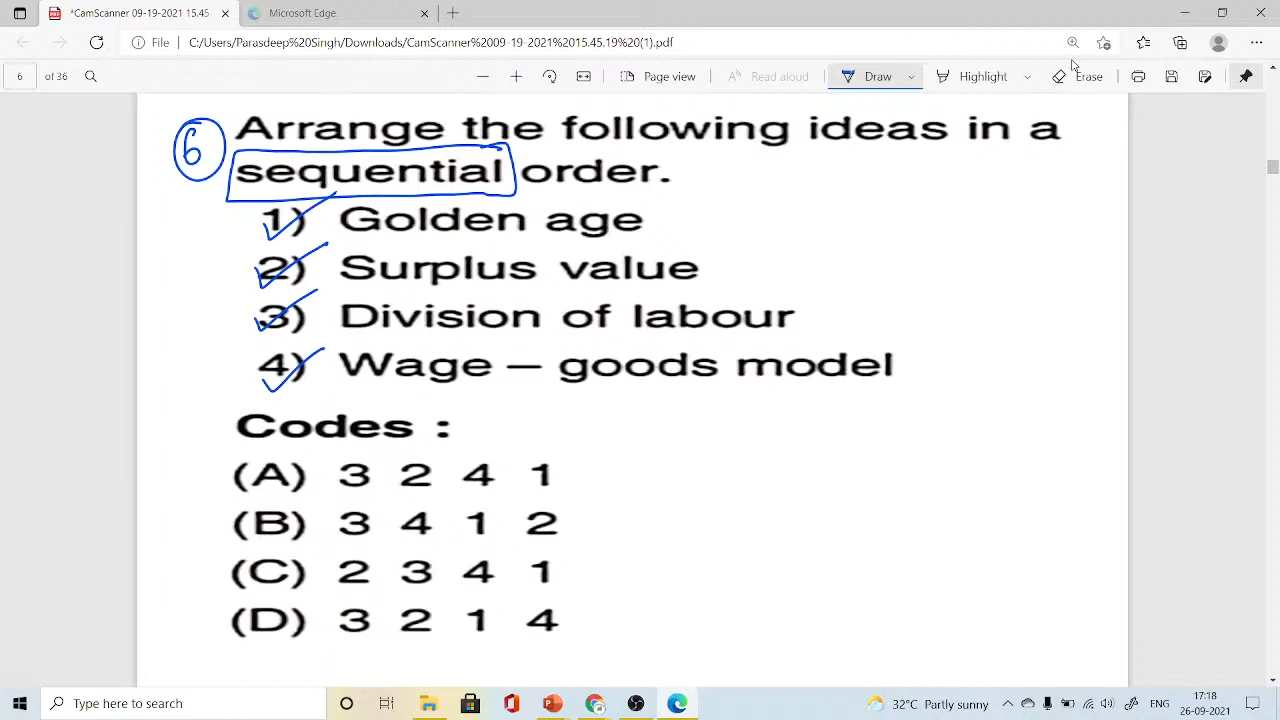 *CamScanner 09-19-2021 15.45
Microsoft Edge
File C:/Users/Paradeep%20Singh/Downloads/CamScanner%2009-19-2021%2015.45.19%20(1).pdf
6 of 36 Page view Read aloud Draw Highlight Erase
6 Arrange the following ideas in a
sequential order.
1) Golden age
2) Surplus value
3) Division of labour
4) Wage – goods model
Codes :
(A) 3 2 4 1
(B) 3 4 1 2
(C) 2 3 4 1
(D) 3 2 1 4
Type here to search
32°C Partly sunny
ENG
17:18
26-09-2021